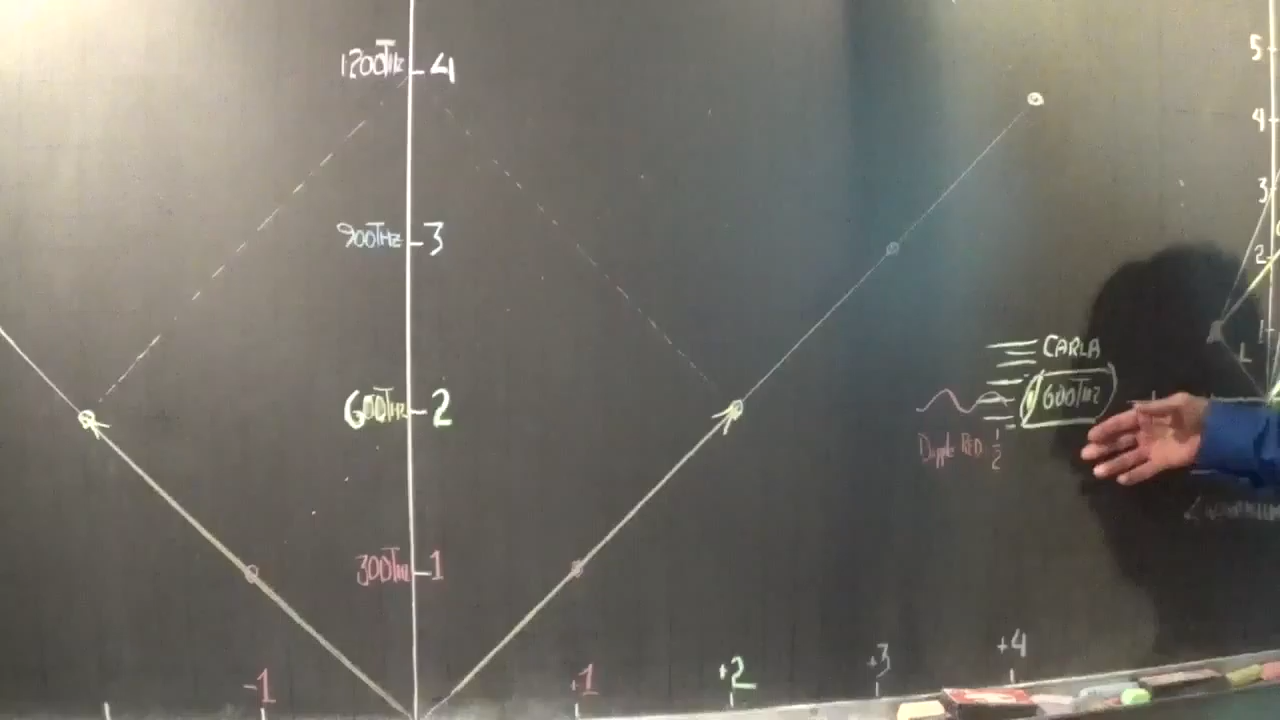 1200THz 4
5
4
900THz 3
3
2
CARLA
1
600THz 2
600THz
Doppler RED 1/2
300THz 1
-1
+1
+2
+3
+4